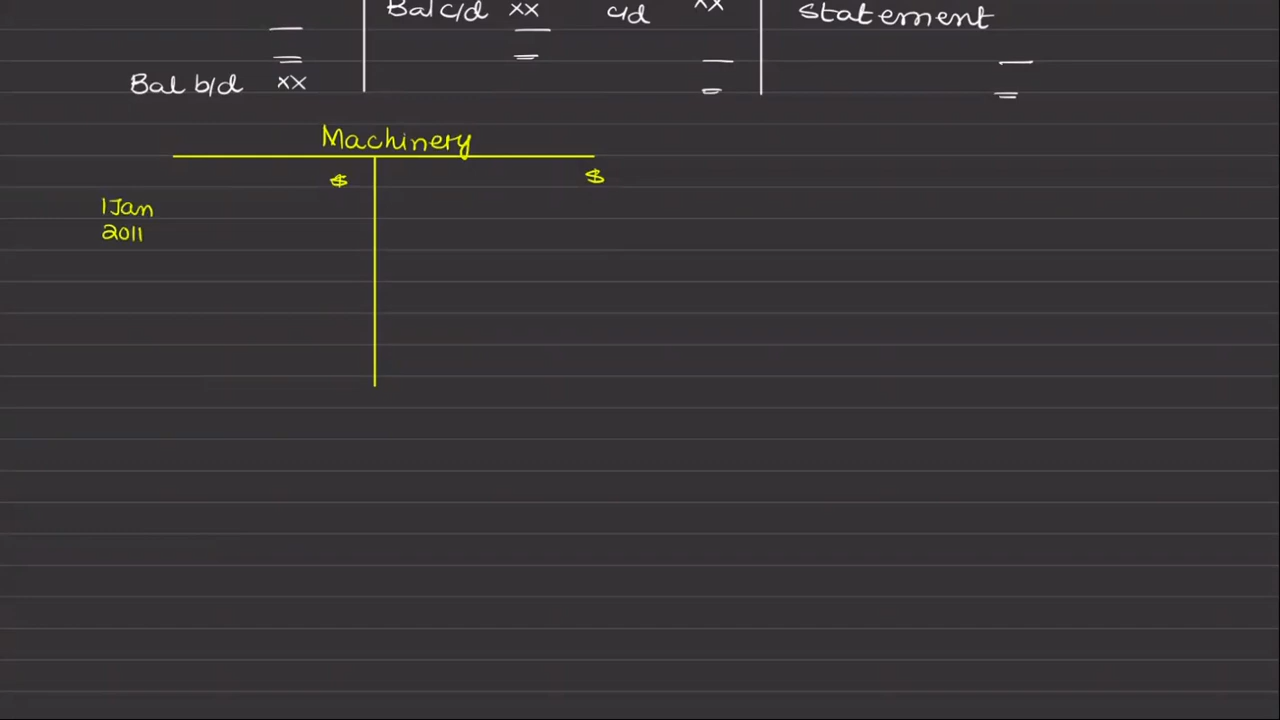 Bal c/d xx c/d xx Statement
Bal b/d xx
Machinery
$ $
1 Jan
2011